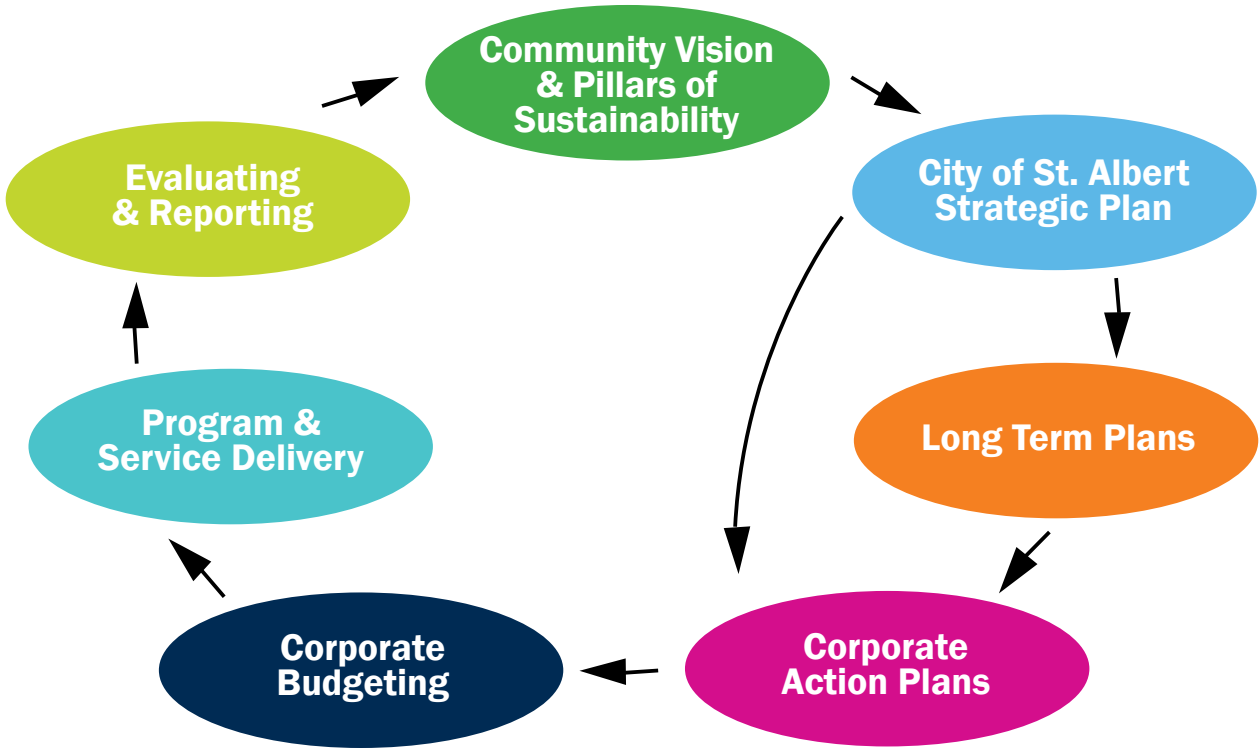 Community Vision
& Pillars of
Sustainability
City of St. Albert
Strategic Plan
Long Term Plans
Corporate
Action Plans
Corporate
Budgeting
Program &
Service Delivery
Evaluating
& Reporting